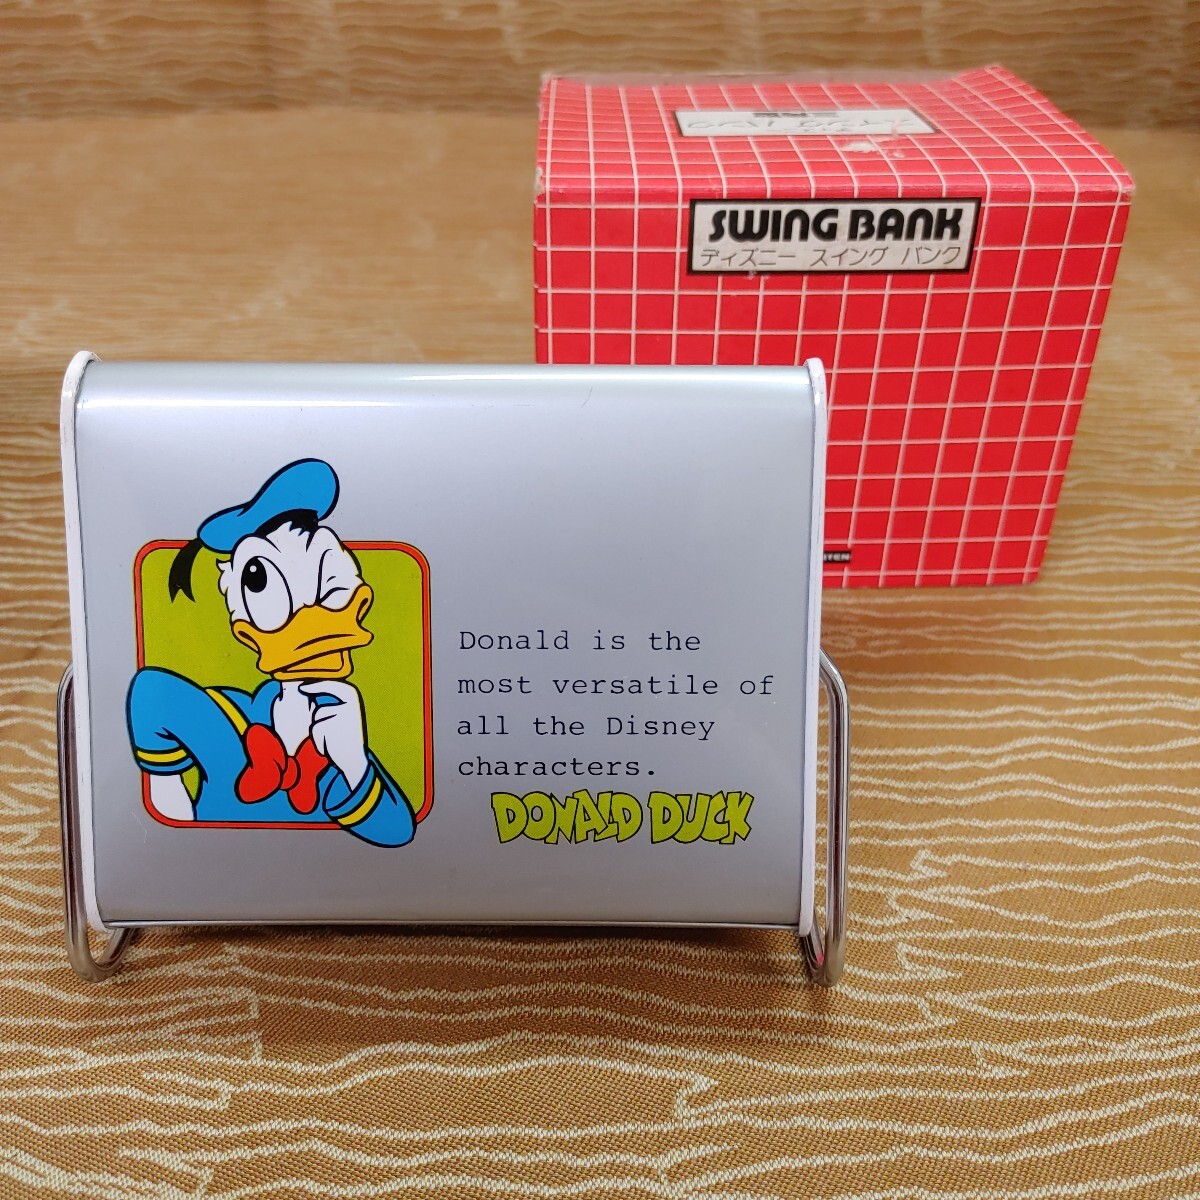 SWING BANK
ディズニー スイング バンク
Donald is the
most versatile of
all the Disney
characters.
DONALD DUCK